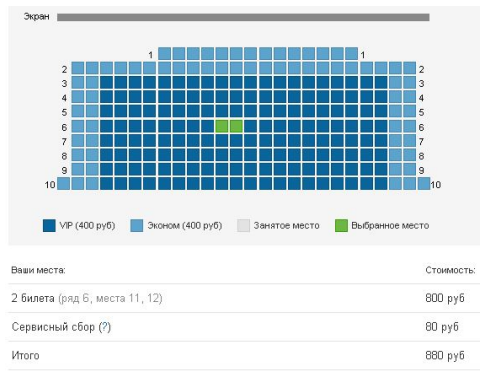 Экран
1 1
2 2
3 3
4 4
5 5
6 6
7 7
8 8
9 9
10 10
VIP (400 руб) Эконом (400 руб) Занятое место Выбранное место
Ваши места: Стоимость:
2 билета (ряд 6, места 11, 12) 800 руб
Сервисный сбор (?) 80 руб
Итого 880 руб